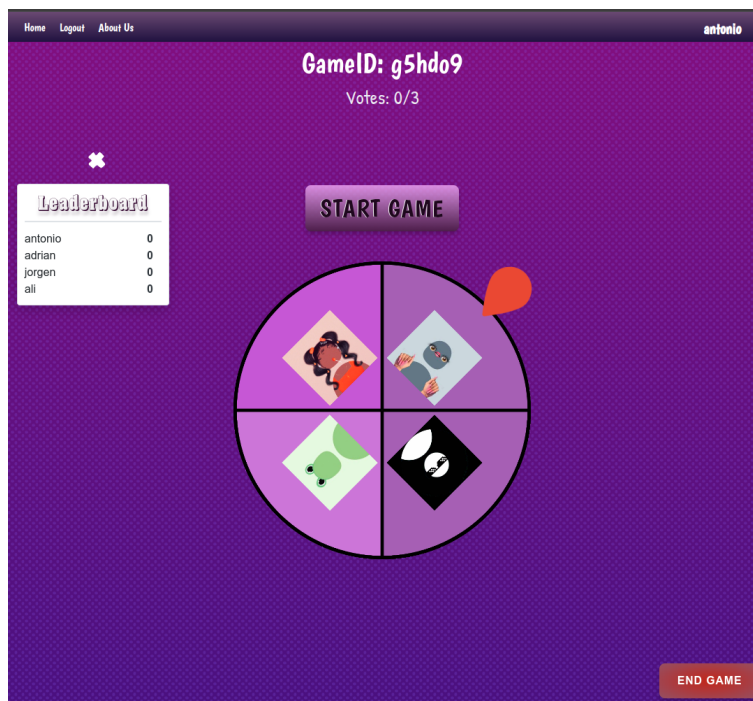 Home Logout About Us antonio
GameID: g5hdo9
Votes: 0/3
Leaderboard
antonio 0
adrian 0
jorgen 0
ali 0
START GAME
END GAME